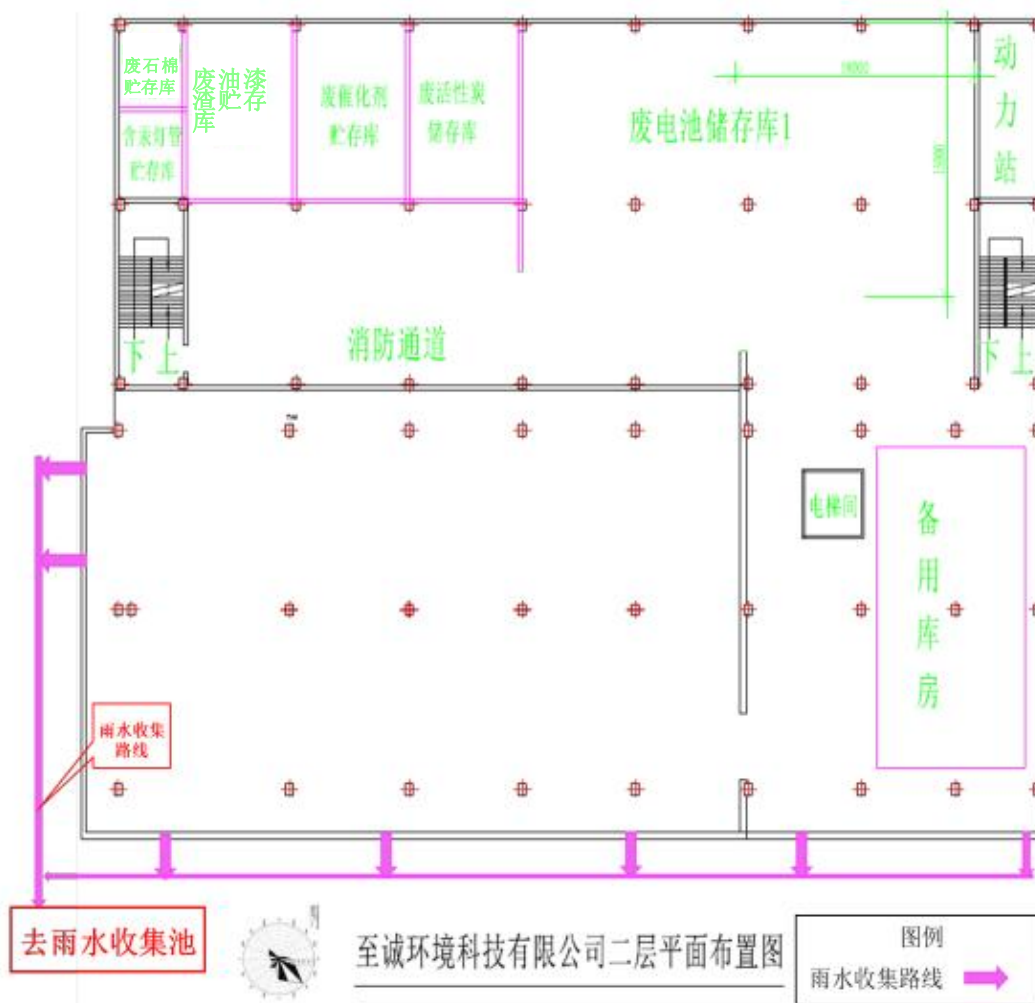 废石棉
贮存库
废油漆
渣贮存
库
废催化剂
贮存库
废活性炭
储存库
废电池储存库1
18000
动
力
站
含汞灯管
贮存库
消防通道
下 上
下 上
电梯间
备
用
库
房
雨水收集
路线
去雨水收集池
至诚环境科技有限公司二层平面布置图
图例
雨水收集路线